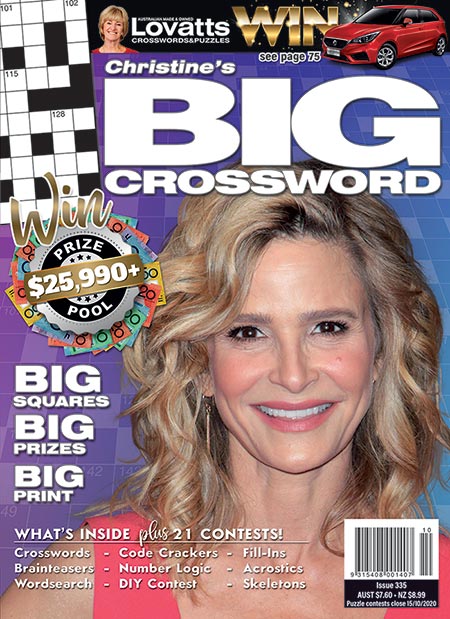 101
102
115
128
AUSTRALIAN MADE & OWNED
Lovatts
CROSSWORDS&PUZZLES
WIN
see page 75
Christine's
BIG
CROSSWORD
Win
PRIZE
$25,990+
POOL
BIG
SQUARES
BIG
PRIZES
BIG
PRINT
142
149
WHAT'S INSIDE plus 21 CONTESTS!
Crosswords - Code Crackers - Fill-Ins
Brainteasers - Number Logic - Acrostics
Wordsearch - DIY Contest - Skeletons
10
9 315408 001407
Issue 335
AUST $7.60 • NZ $8.99
Puzzle contests close 15/10/2020